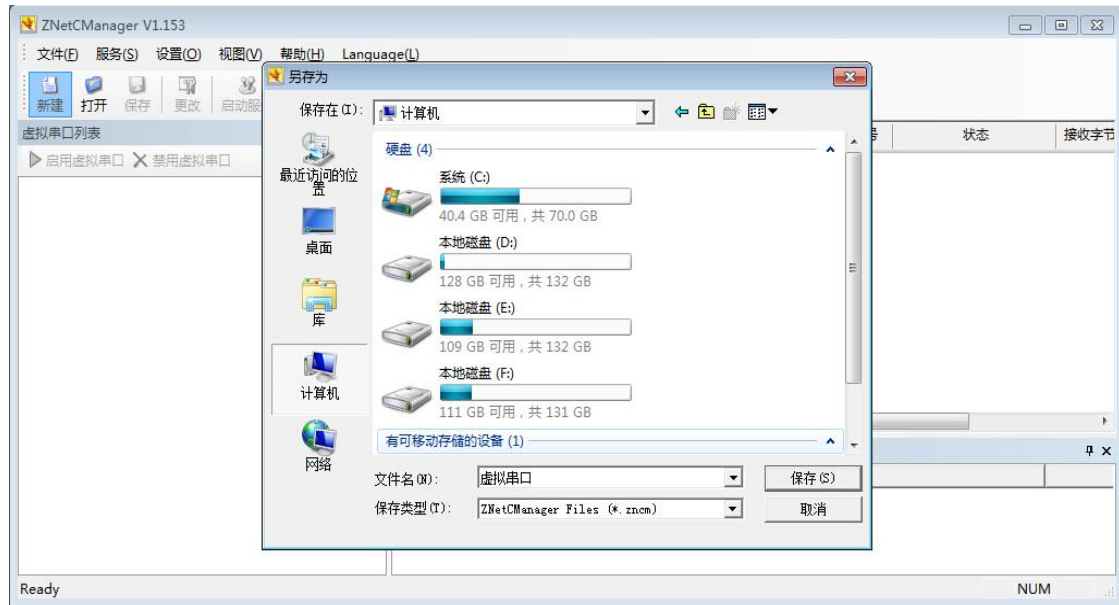 ZNetCManager V1.153
文件(F) 服务(S) 设置(O) 视图(V) 帮助(H) Language(L)
新建 打开 保存 更改 启动服
虚拟串口列表
启用虚拟串口 禁用虚拟串口
状态 接收字节
另存为
保存在(I): 计算机
最近访问的位置
桌面
库
计算机
网络
硬盘 (4)
系统 (C:)
40.4 GB 可用，共 70.0 GB
本地磁盘 (D:)
128 GB 可用，共 132 GB
本地磁盘 (E:)
109 GB 可用，共 132 GB
本地磁盘 (F:)
111 GB 可用，共 131 GB
有可移动存储的设备 (1)
文件名(N): 虚拟串口 保存(S)
保存类型(T): ZNetCManager Files (*.zncm) 取消
Ready NUM